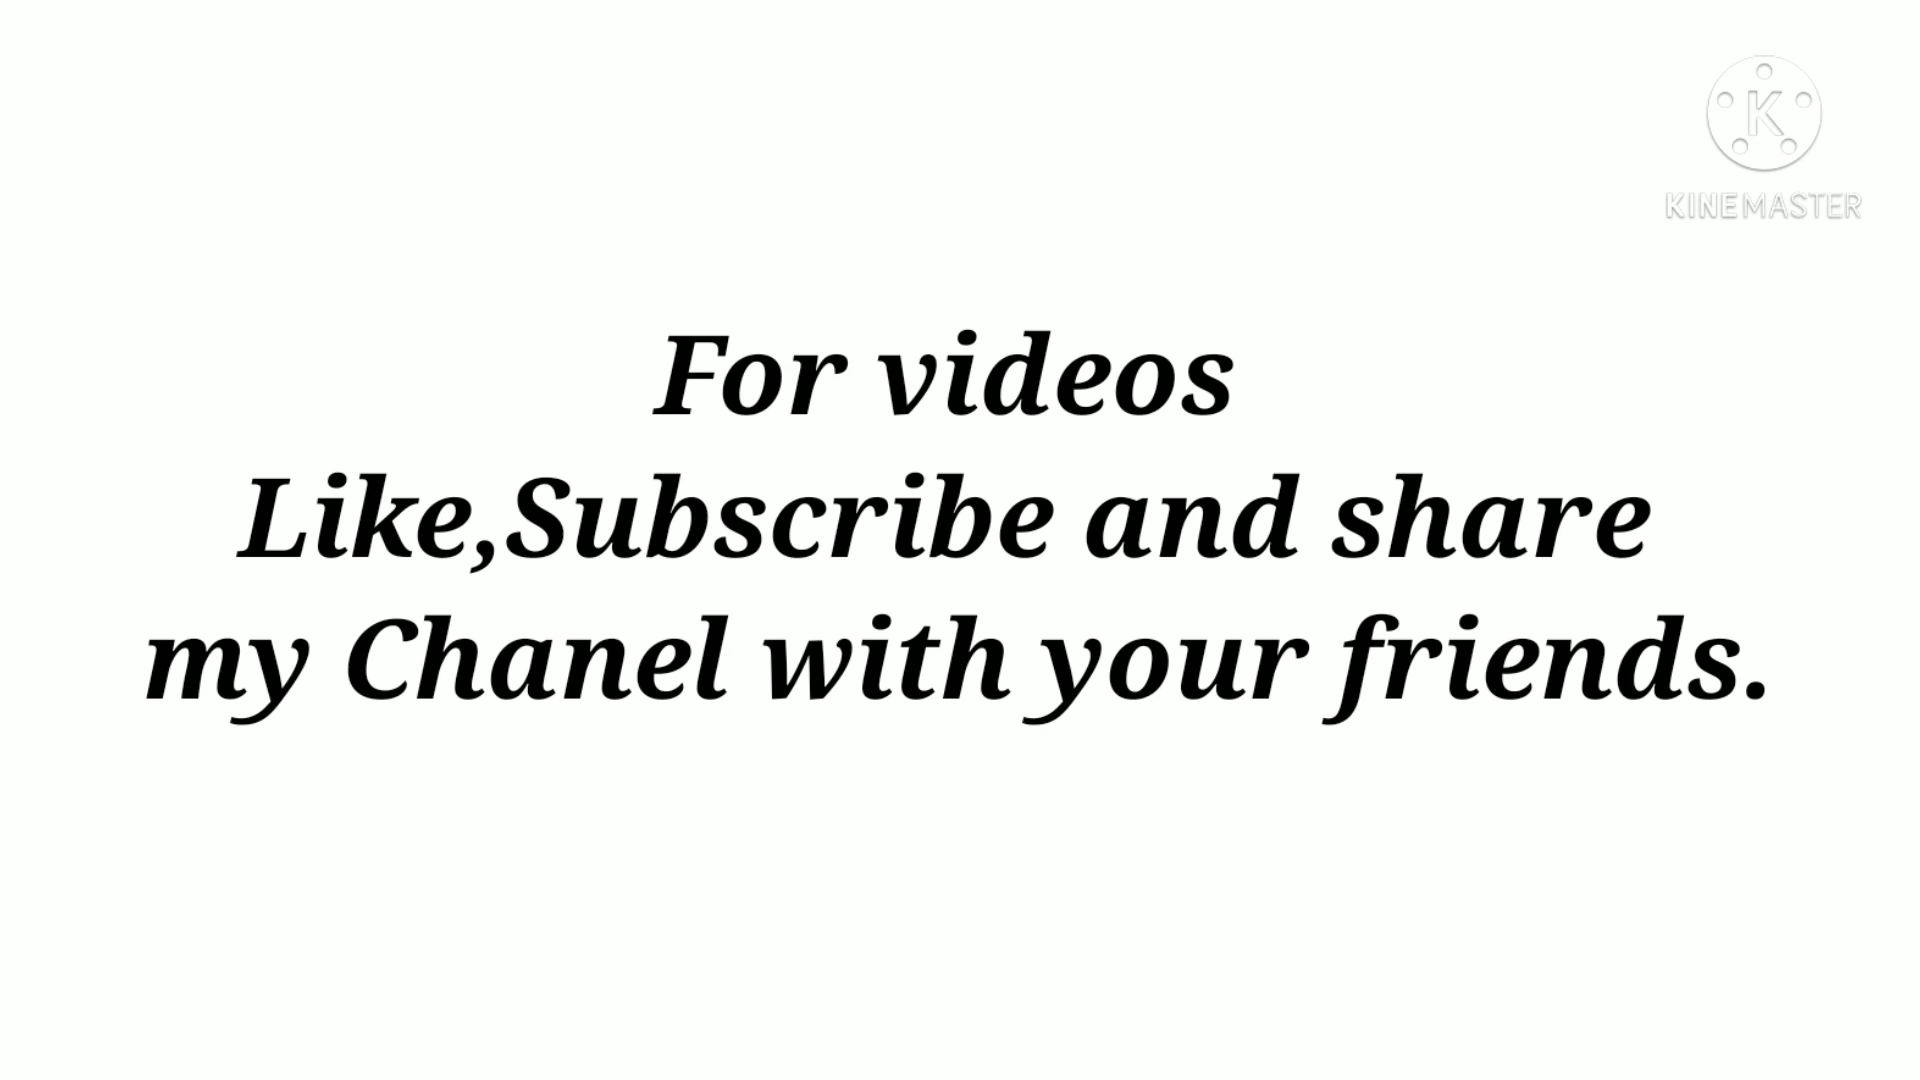 K
KINEMASTER
For videos
Like,Subscribe and share
my Chanel with your friends.